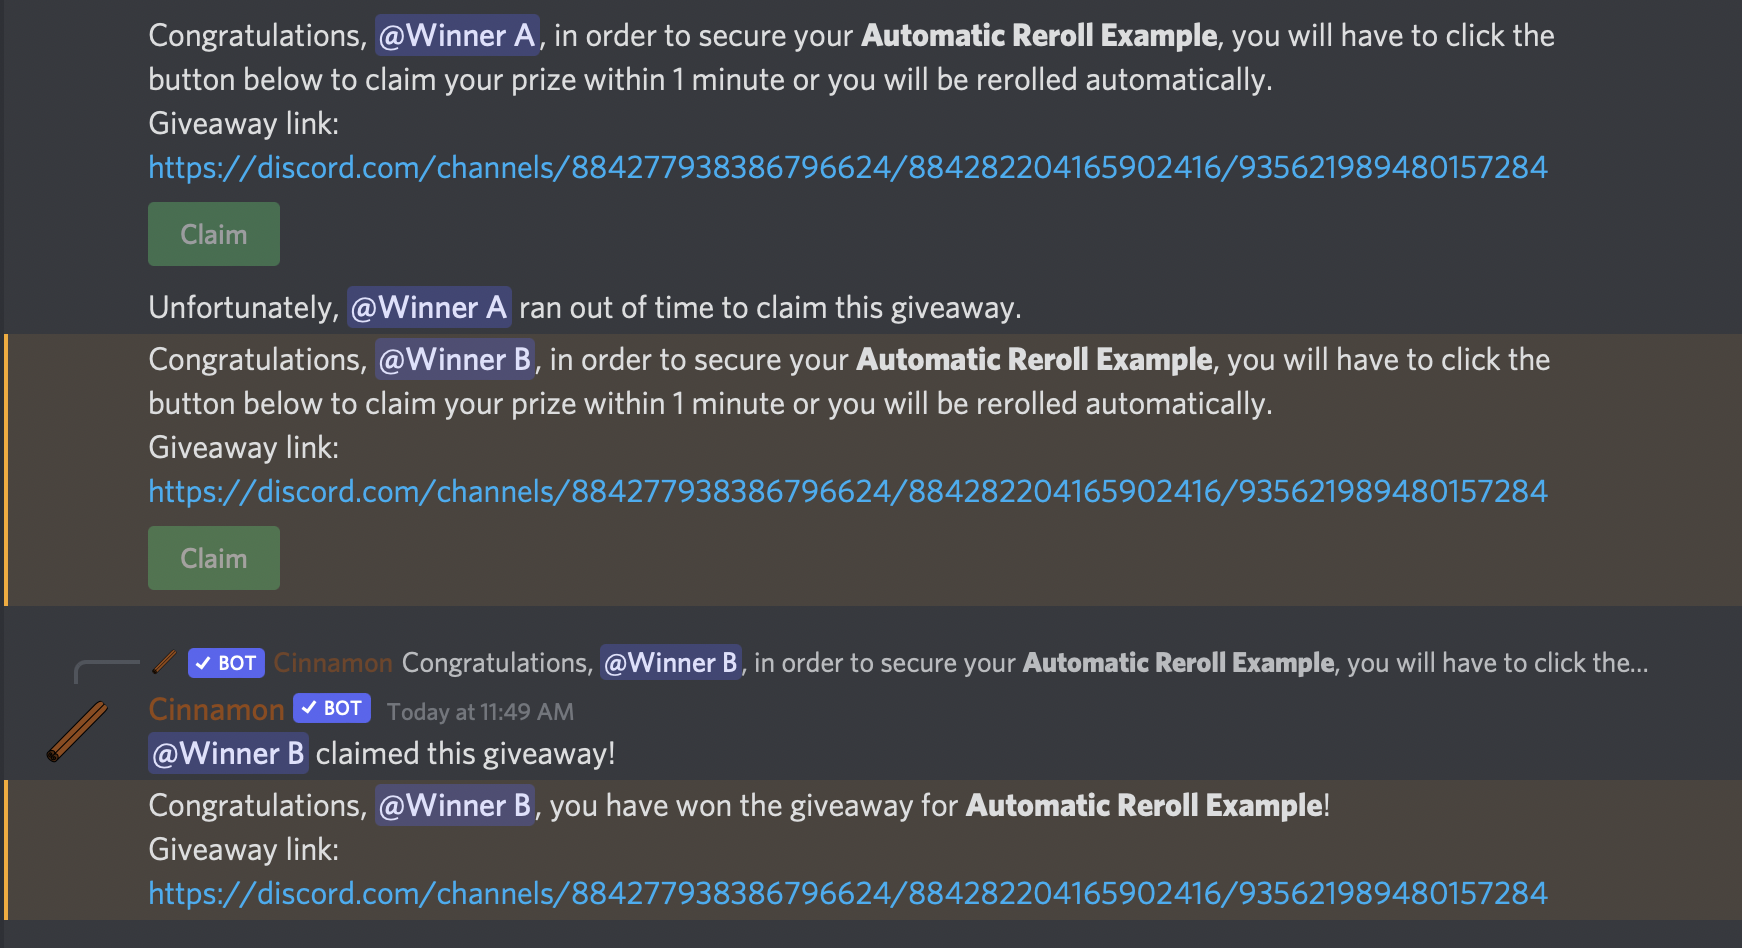 Congratulations, @Winner A, in order to secure your Automatic Reroll Example, you will have to click the
button below to claim your prize within 1 minute or you will be rerolled automatically.
Giveaway link:
https://discord.com/channels/884277938386796624/884282204165902416/935621989480157284
Claim
Unfortunately, @Winner A ran out of time to claim this giveaway.
Congratulations, @Winner B, in order to secure your Automatic Reroll Example, you will have to click the
button below to claim your prize within 1 minute or you will be rerolled automatically.
Giveaway link:
https://discord.com/channels/884277938386796624/884282204165902416/935621989480157284
Claim
BOT Cinnamon Congratulations, @Winner B, in order to secure your Automatic Reroll Example, you will have to click the...
Cinnamon BOT Today at 11:49 AM
@Winner B claimed this giveaway!
Congratulations, @Winner B, you have won the giveaway for Automatic Reroll Example!
Giveaway link:
https://discord.com/channels/884277938386796624/884282204165902416/935621989480157284